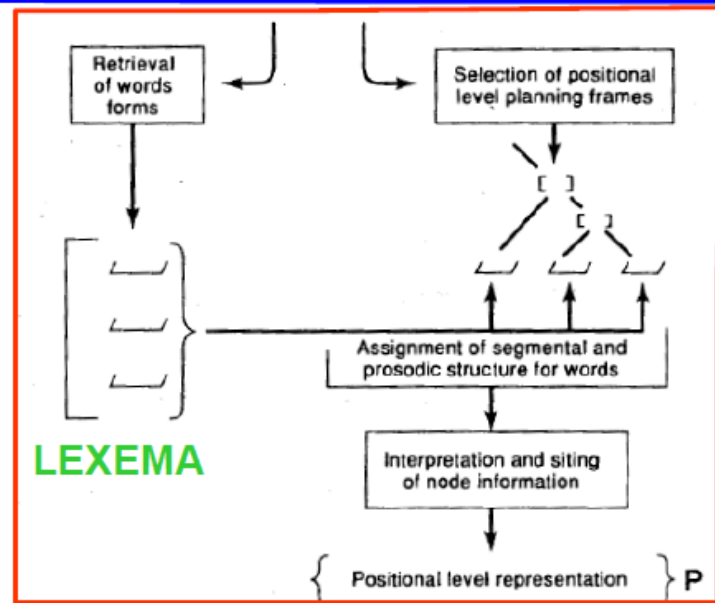 Retrieval
of words
forms
Selection of positional
level planning frames
[ ]
[ ]
Assignment of segmental and
prosodic structure for words
LEXEMA
Interpretation and siting
of node information
{ Positional level representation } P